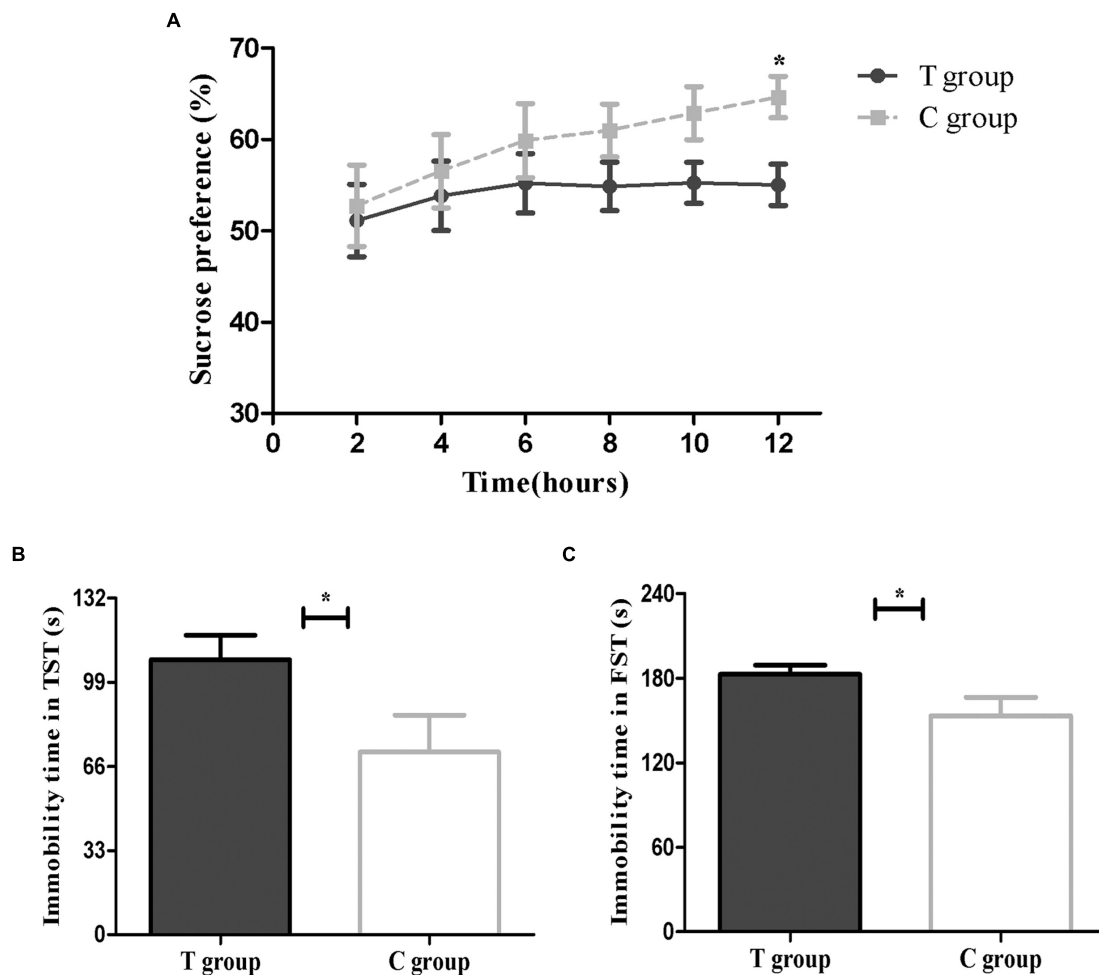 A
70
60
50
40
30
0 2 4 6 8 10 12
Sucrose preference (%)
Time(hours)
*
T group
C group
B
132
99
66
33
0
Immobility time in TST (s)
*
T group C group
C
240
180
120
60
0
Immobility time in FST (s)
*
T group C group